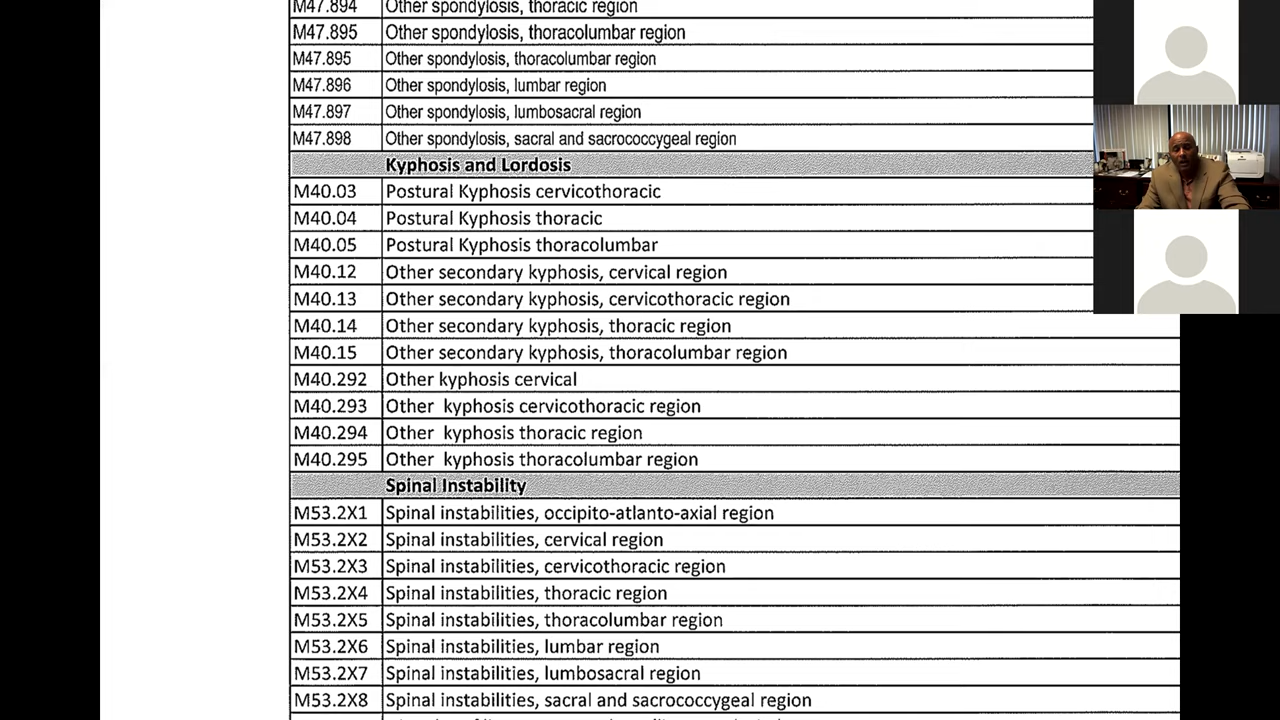 M47.894 Other spondylosis, thoracic region
M47.895 Other spondylosis, thoracolumbar region
M47.895 Other spondylosis, thoracolumbar region
M47.896 Other spondylosis, lumbar region
M47.897 Other spondylosis, lumbosacral region
M47.898 Other spondylosis, sacral and sacrococcygeal region
Kyphosis and Lordosis
M40.03 Postural Kyphosis cervicothoracic
M40.04 Postural Kyphosis thoracic
M40.05 Postural Kyphosis thoracolumbar
M40.12 Other secondary kyphosis, cervical region
M40.13 Other secondary kyphosis, cervicothoracic region
M40.14 Other secondary kyphosis, thoracic region
M40.15 Other secondary kyphosis, thoracolumbar region
M40.292 Other kyphosis cervical
M40.293 Other kyphosis cervicothoracic region
M40.294 Other kyphosis thoracic region
M40.295 Other kyphosis thoracolumbar region
Spinal Instability
M53.2X1 Spinal instabilities, occipito-atlanto-axial region
M53.2X2 Spinal instabilities, cervical region
M53.2X3 Spinal instabilities, cervicothoracic region
M53.2X4 Spinal instabilities, thoracic region
M53.2X5 Spinal instabilities, thoracolumbar region
M53.2X6 Spinal instabilities, lumbar region
M53.2X7 Spinal instabilities, lumbosacral region
M53.2X8 Spinal instabilities, sacral and sacrococcygeal region